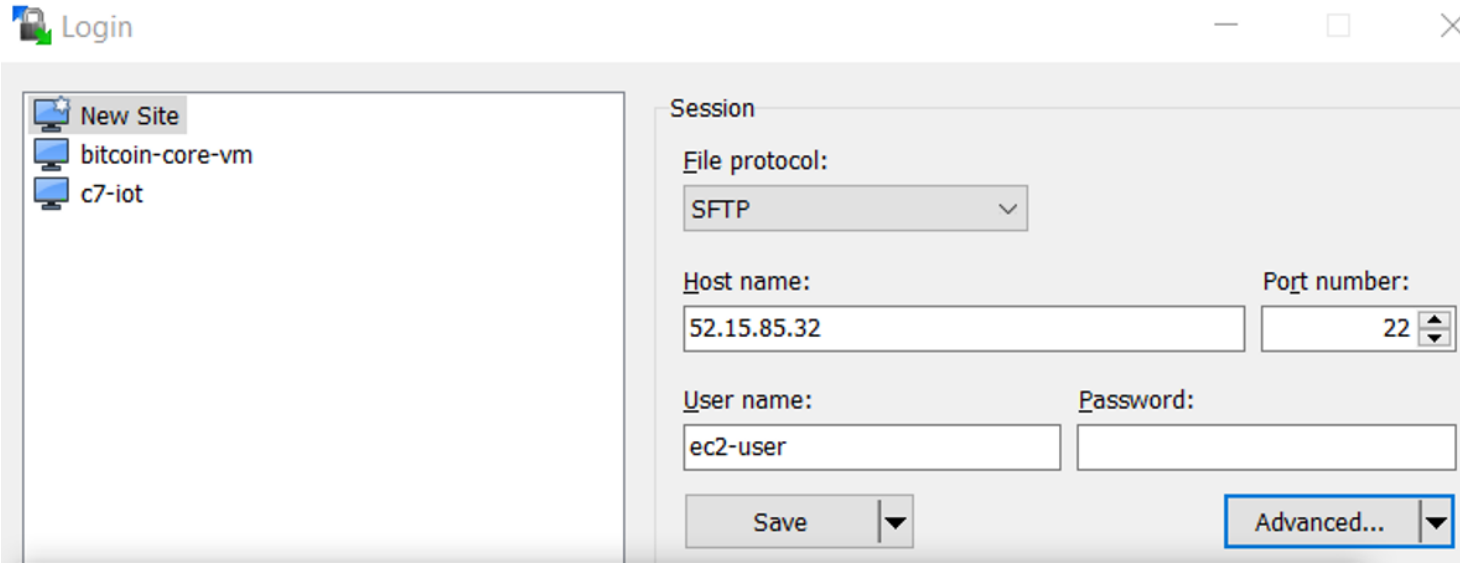 Login
New Site
bitcoin-core-vm
c7-iot
Session
File protocol:
SFTP
Host name:
Port number:
52.15.85.32
22
User name:
Password:
ec2-user
Save
Advanced...